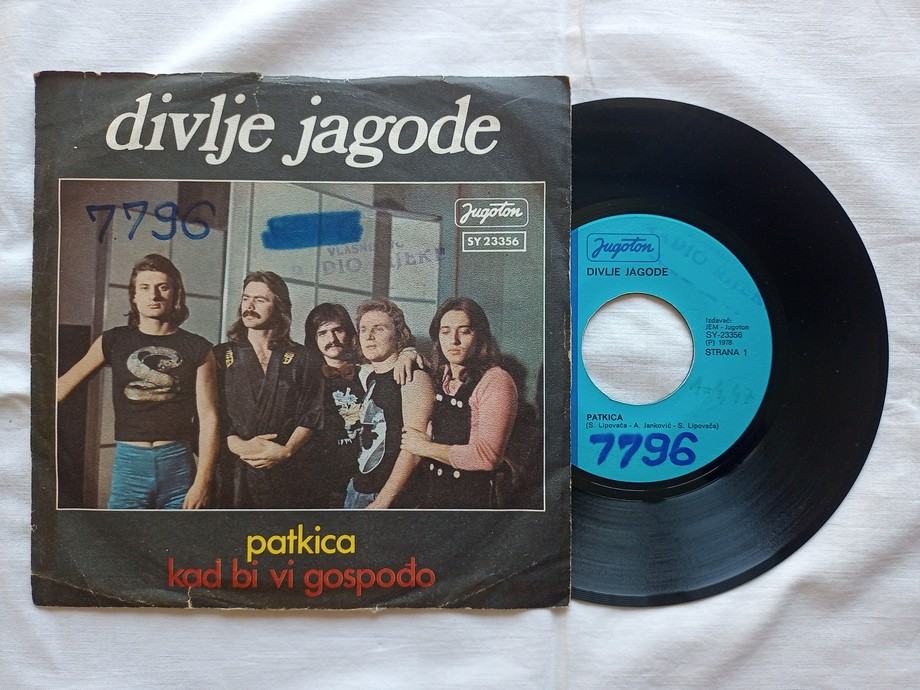 divlje jagode
7796
Jugoton
SY 23356
patkica
kad bi vi gospođo
Jugoton
DIVLJE JAGODE
Izdavač:
JEM - Jugoton
SY-23356
(P) 1978
STRANA 1
PATKICA
(S. Lipovača - A. Janković - S. Lipovača)
7796